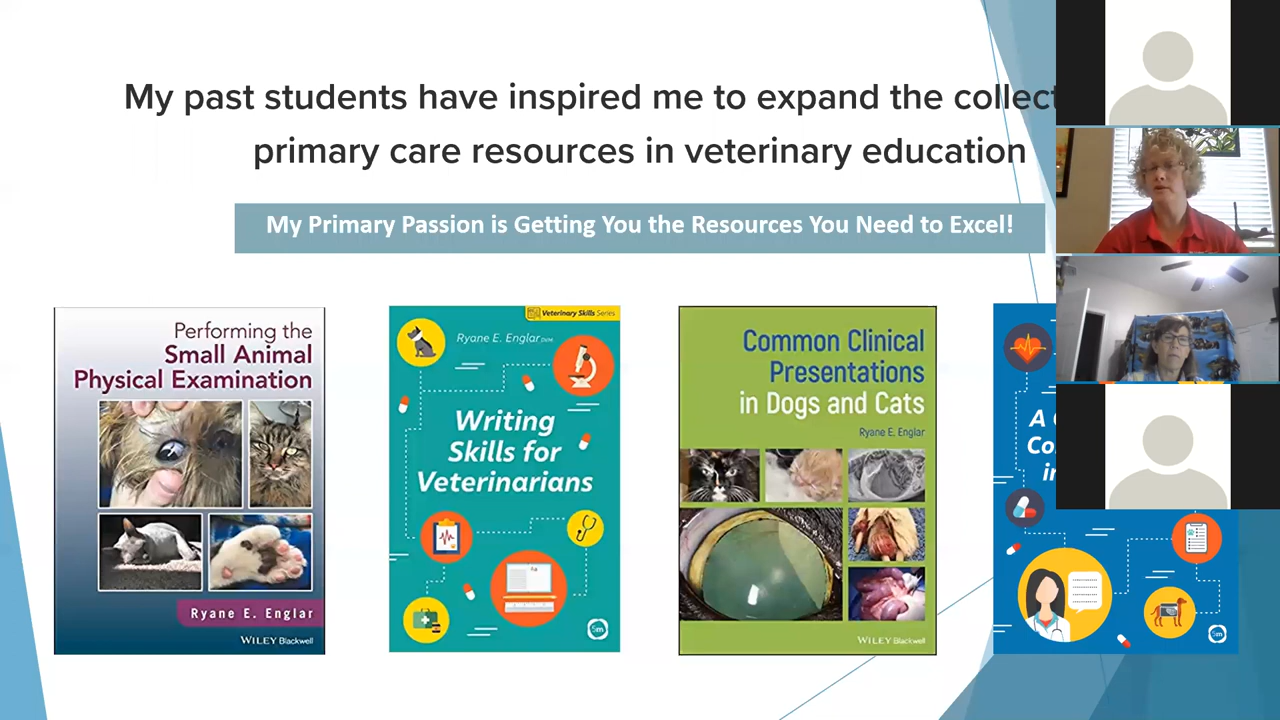 My past students have inspired me to expand the collect
primary care resources in veterinary education
My Primary Passion is Getting You the Resources You Need to Excel!
Performing the
Small Animal
Physical Examination
Ryane E. Englar
WILEY Blackwell
Veterinary Skills Series
Ryane E. Englar DVM
Writing
Skills for
Veterinarians
5m
Common Clinical
Presentations
in Dogs and Cats
Ryane E. Englar
WILEY Blackwell
A
Co
in
5m